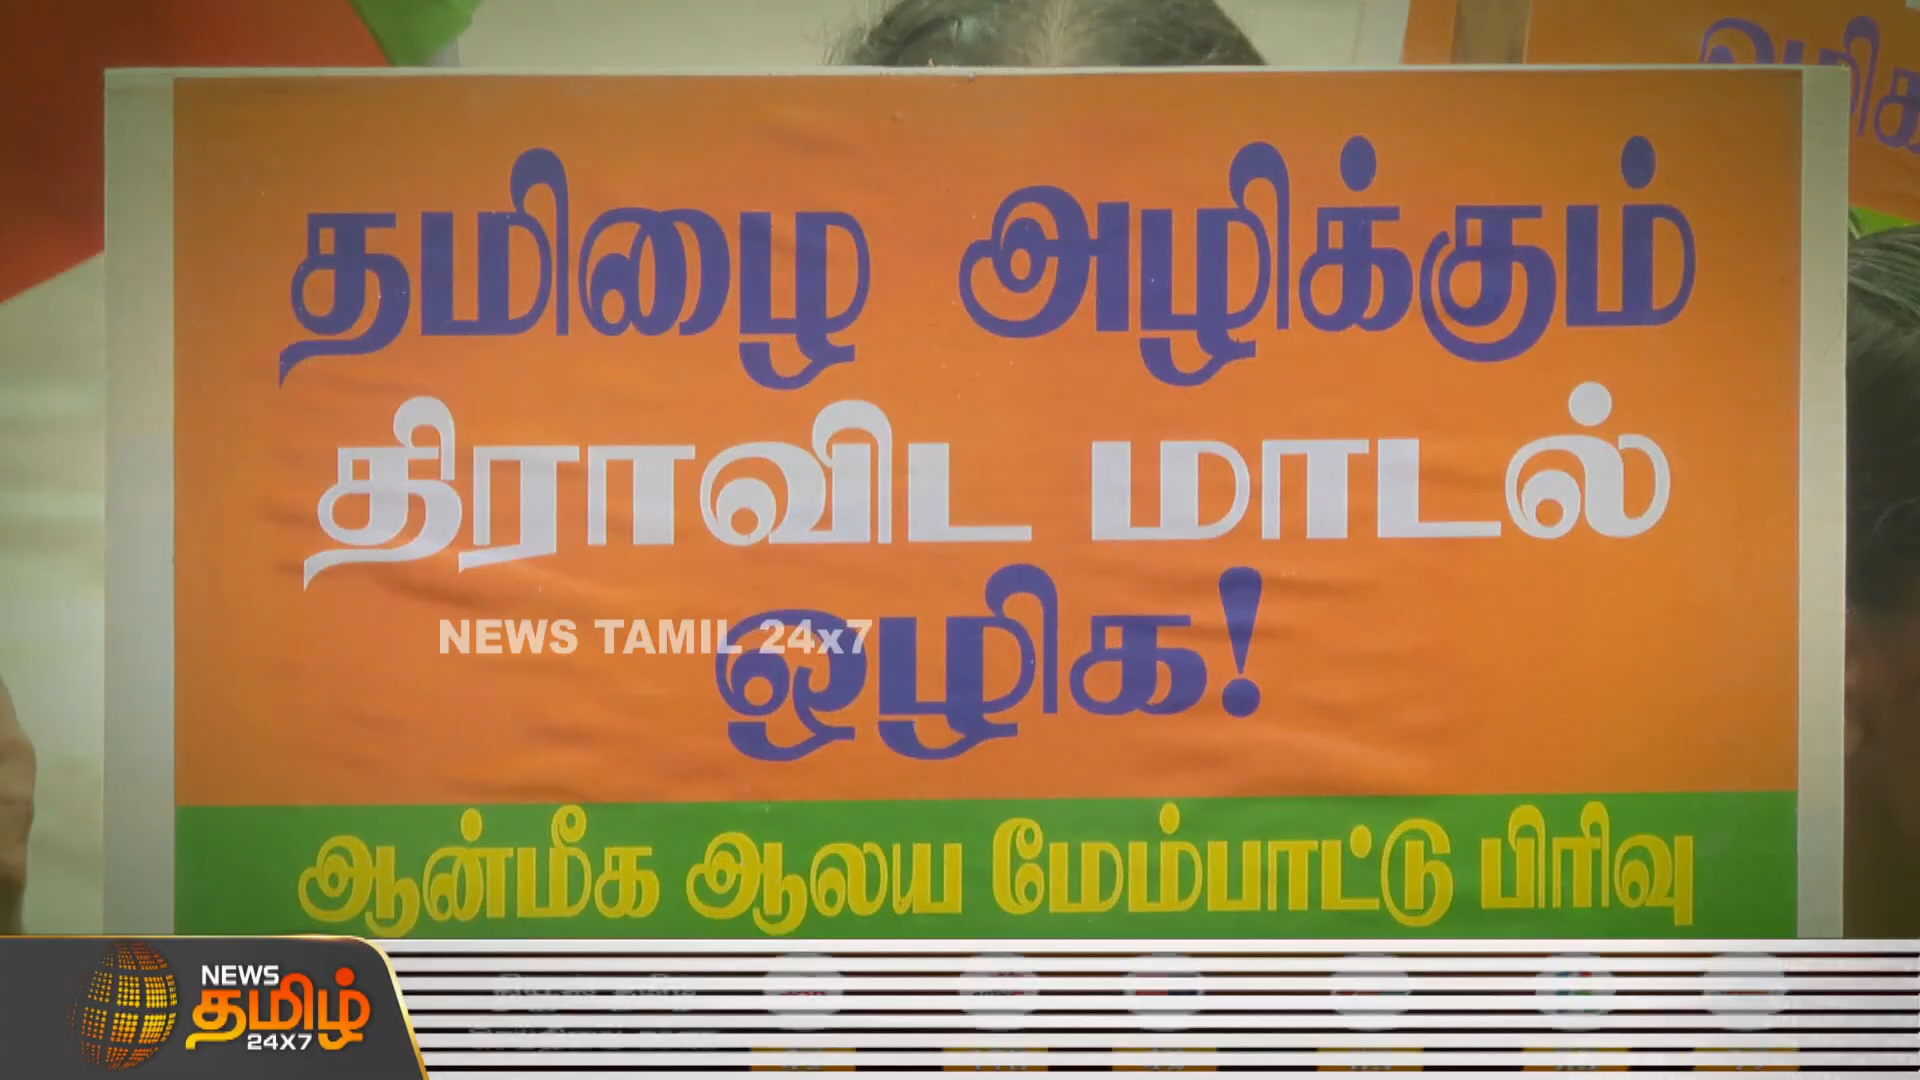 தமிழை அழிக்கும்
திராவிட மாடல்
ஒழிக!
NEWS TAMIL 24x7
ஆன்மீக ஆலய மேம்பாட்டு பிரிவு
NEWS
தமிழ்
24X7